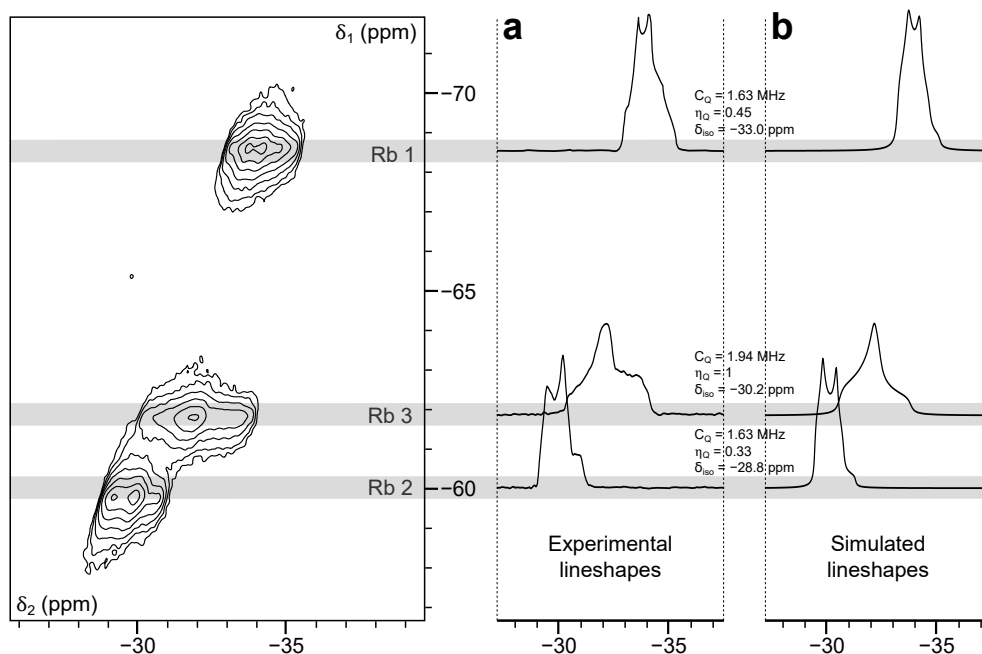 δ1 (ppm)
−70
Rb 1
−65
Rb 3
Rb 2
−60
δ2 (ppm)
−30
−35
a
CQ = 1.63 MHz
ηQ = 0.45
δiso = −33.0 ppm
CQ = 1.94 MHz
ηQ = 1
δiso = −30.2 ppm
CQ = 1.63 MHz
ηQ = 0.33
δiso = −28.8 ppm
Experimental
lineshapes
−30
−35
b
Simulated
lineshapes
−30
−35